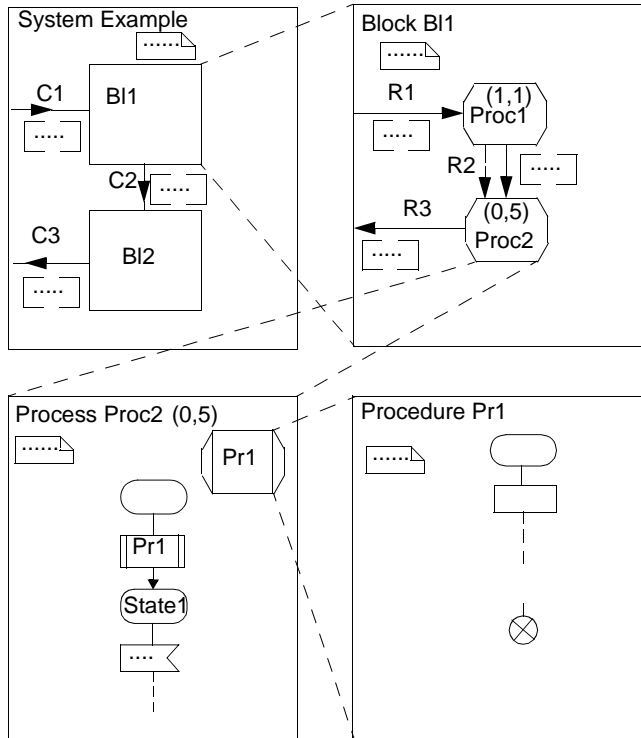 System Example
......
C1
Bl1
.....
C2
.....
C3
Bl2
.....
Block Bl1
......
R1
(1,1)
Proc1
.....
R2
.....
R3
(0,5)
Proc2
.....
Process Proc2 (0,5)
......
Pr1
Pr1
State1
....
Procedure Pr1
......